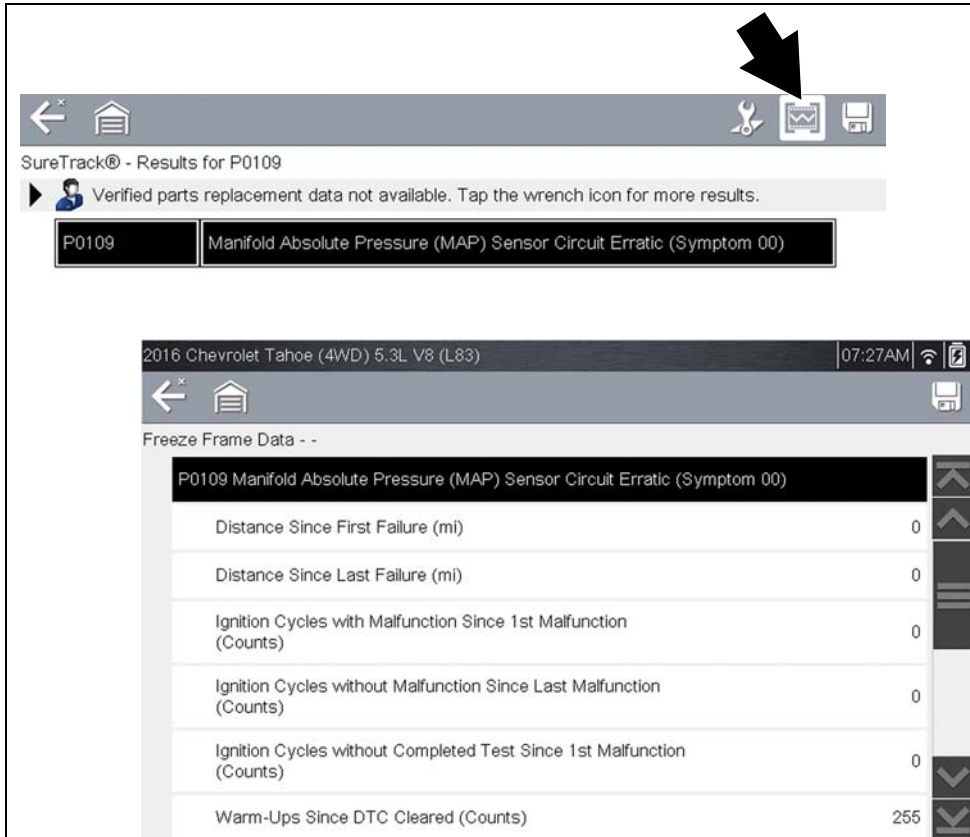 SureTrack® - Results for P0109
Verified parts replacement data not available. Tap the wrench icon for more results.
P0109 Manifold Absolute Pressure (MAP) Sensor Circuit Erratic (Symptom 00)
2016 Chevrolet Tahoe (4WD) 5.3L V8 (L83) 07:27AM
Freeze Frame Data - -
P0109 Manifold Absolute Pressure (MAP) Sensor Circuit Erratic (Symptom 00)
Distance Since First Failure (mi) 0
Distance Since Last Failure (mi) 0
Ignition Cycles with Malfunction Since 1st Malfunction
(Counts) 0
Ignition Cycles without Malfunction Since Last Malfunction
(Counts) 0
Ignition Cycles without Completed Test Since 1st Malfunction
(Counts) 0
Warm-Ups Since DTC Cleared (Counts) 255